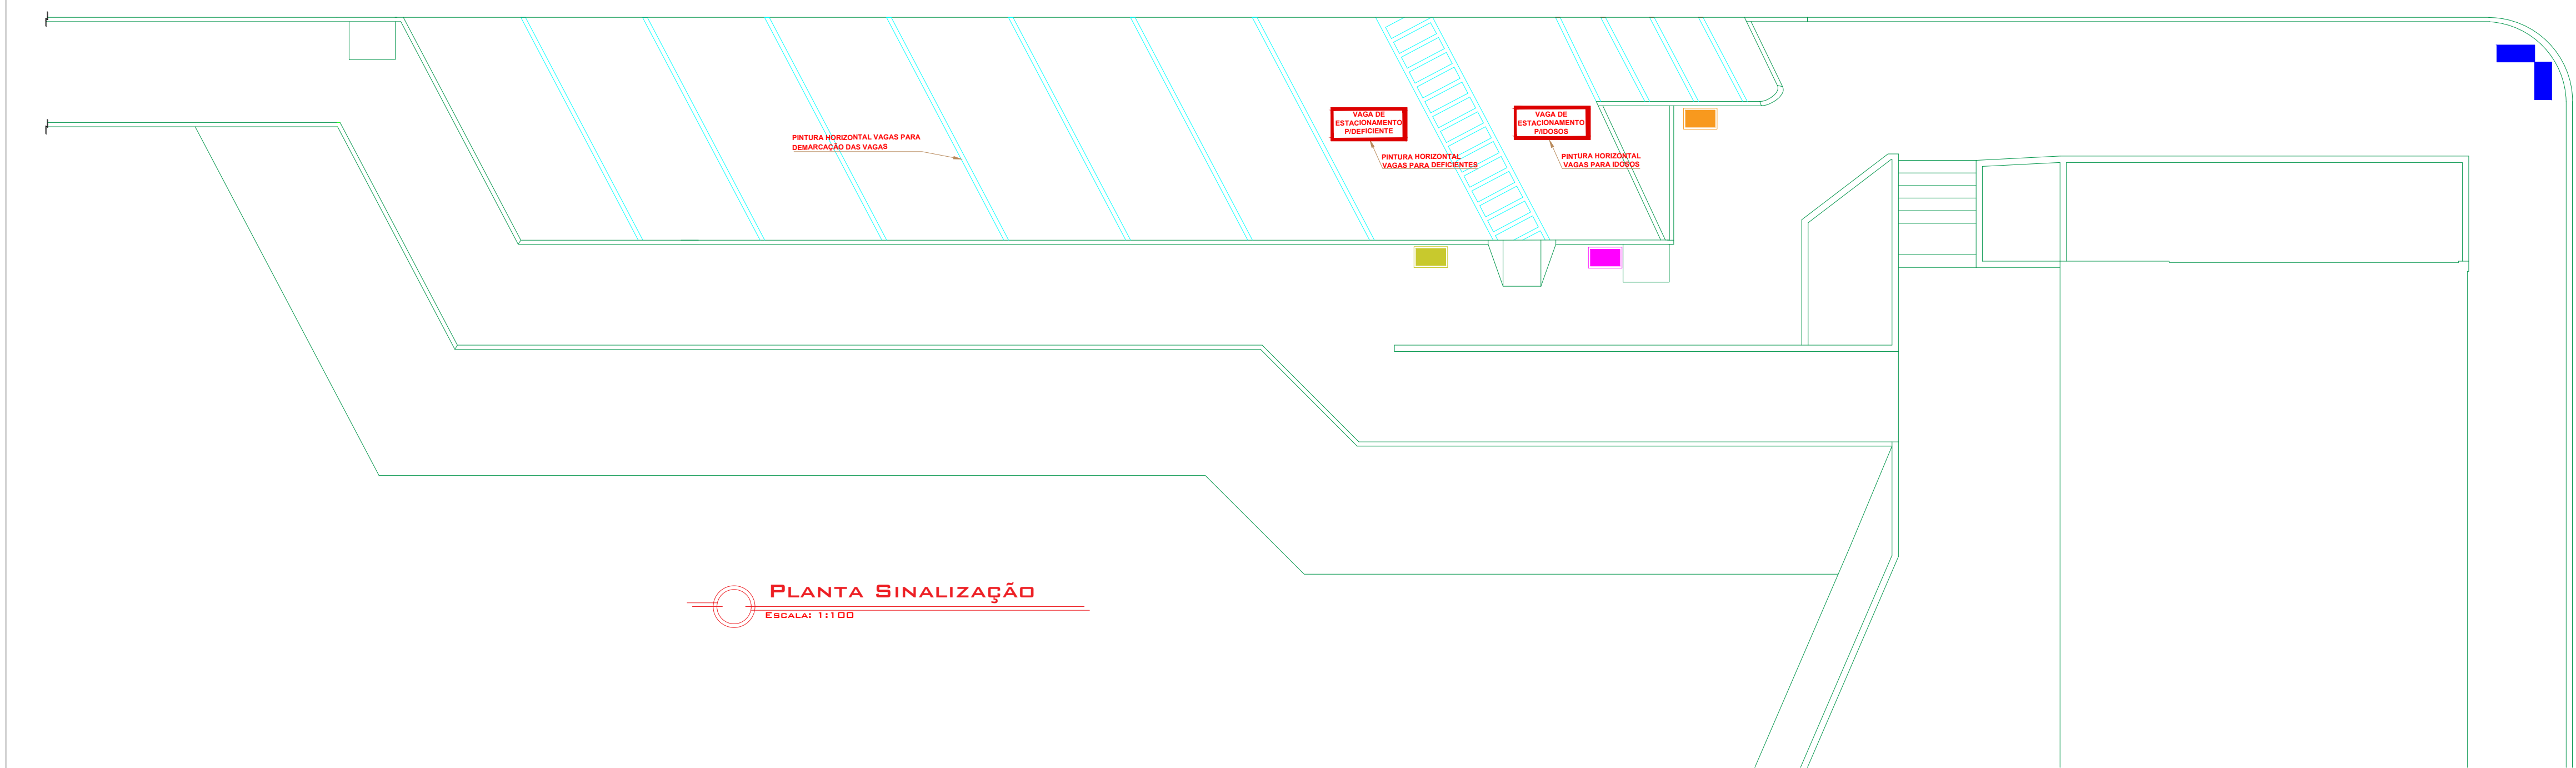 PINTURA HORIZONTAL VAGAS PARA
DEMARCAÇÃO DAS VAGAS
VAGA DE
ESTACIONAMENTO
P/DEFICIENTE
PINTURA HORIZONTAL
VAGAS PARA DEFICIENTES
VAGA DE
ESTACIONAMENTO
P/IDOSOS
PINTURA HORIZONTAL
VAGAS PARA IDOSOS
PLANTA SINALIZAÇÃO
ESCALA: 1:100